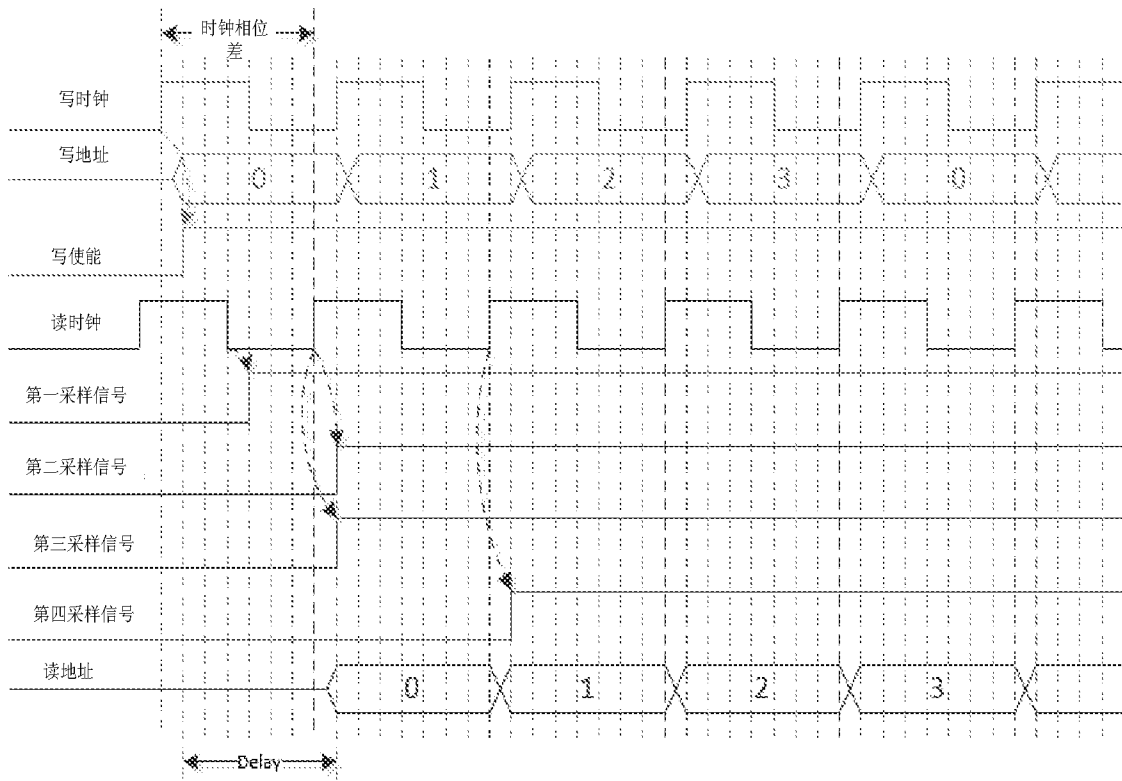 时钟相位
差
写时钟
写地址
0 1 2 3 0
写使能
读时钟
第一采样信号
第二采样信号
第三采样信号
第四采样信号
读地址
0 1 2 3
Delay